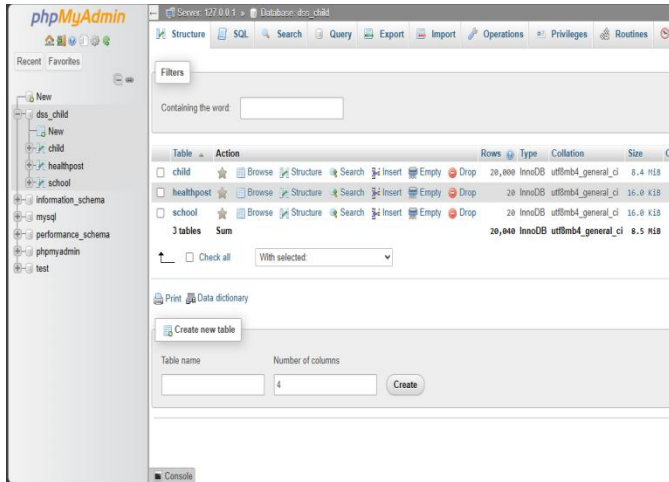 phpMyAdmin
Recent Favorites
New
dss_child
New
child
healthpost
school
information_schema
mysql
performance_schema
phpmyadmin
test
Server: 127.0.0.1 » Database: dss_child
Structure SQL Search Query Export Import Operations Privileges Routines
Filters
Containing the word:
Table Action Rows Type Collation Size
child Browse Structure Search Insert Empty Drop 20,000 InnoDB utf8mb4_general_ci 8.4 MiB
healthpost Browse Structure Search Insert Empty Drop 20 InnoDB utf8mb4_general_ci 16.0 KiB
school Browse Structure Search Insert Empty Drop 20 InnoDB utf8mb4_general_ci 16.0 KiB
3 tables Sum 20,040 InnoDB utf8mb4_general_ci 8.5 MiB
Check all With selected:
Print Data dictionary
Create new table
Table name Number of columns
4 Create
Console